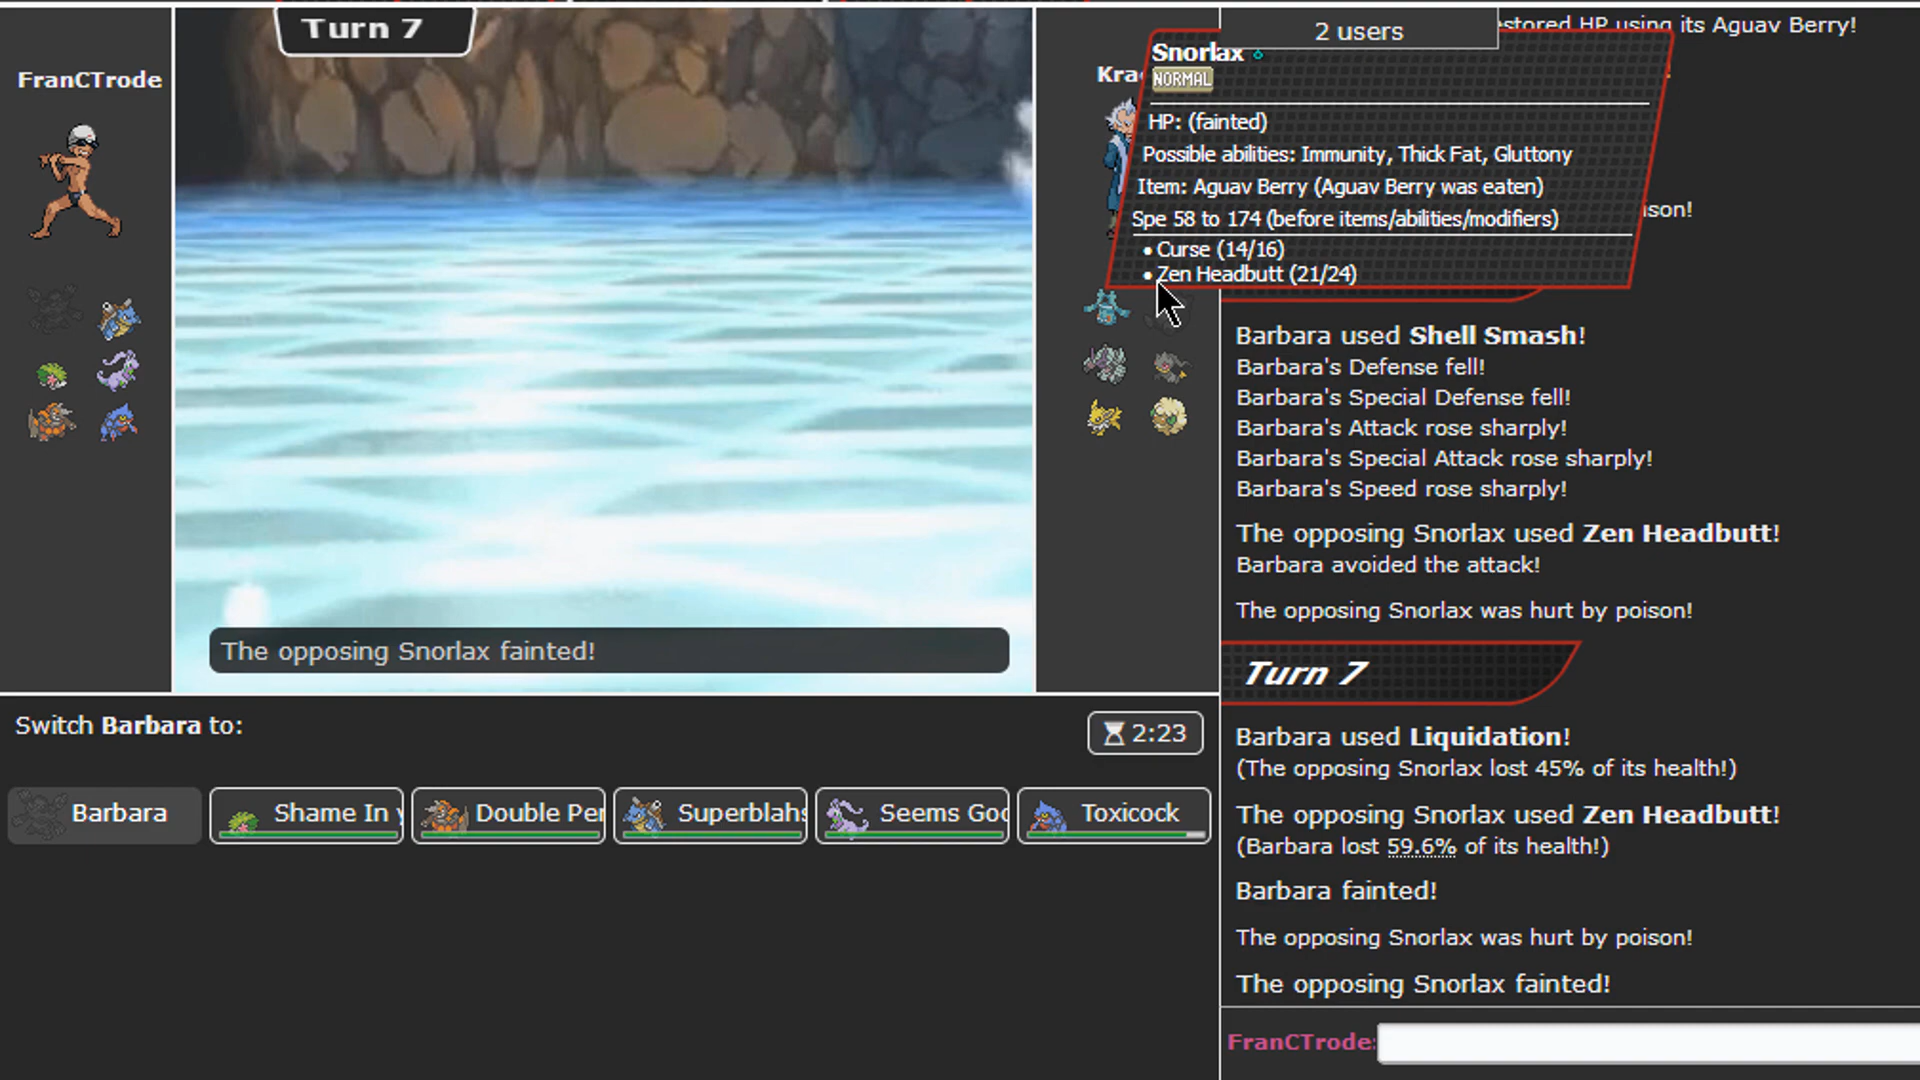 Turn 7
FranCTrode
The opposing Snorlax fainted!
Kra
2 users
Snorlax
NORMAL
HP: (fainted)
Possible abilities: Immunity, Thick Fat, Gluttony
Item: Aguav Berry (Aguav Berry was eaten)
Spe 58 to 174 (before items/abilities/modifiers)
• Curse (14/16)
• Zen Headbutt (21/24)
Switch Barbara to:
2:23
Barbara
Shame In
Double Per
Superblahs
Seems Goo
Toxicock
stored HP using its Aguav Berry!
son!
Barbara used Shell Smash!
Barbara's Defense fell!
Barbara's Special Defense fell!
Barbara's Attack rose sharply!
Barbara's Special Attack rose sharply!
Barbara's Speed rose sharply!
The opposing Snorlax used Zen Headbutt!
Barbara avoided the attack!
The opposing Snorlax was hurt by poison!
Turn 7
Barbara used Liquidation!
(The opposing Snorlax lost 45% of its health!)
The opposing Snorlax used Zen Headbutt!
(Barbara lost 59.6% of its health!)
Barbara fainted!
The opposing Snorlax was hurt by poison!
The opposing Snorlax fainted!
FranCTrode: